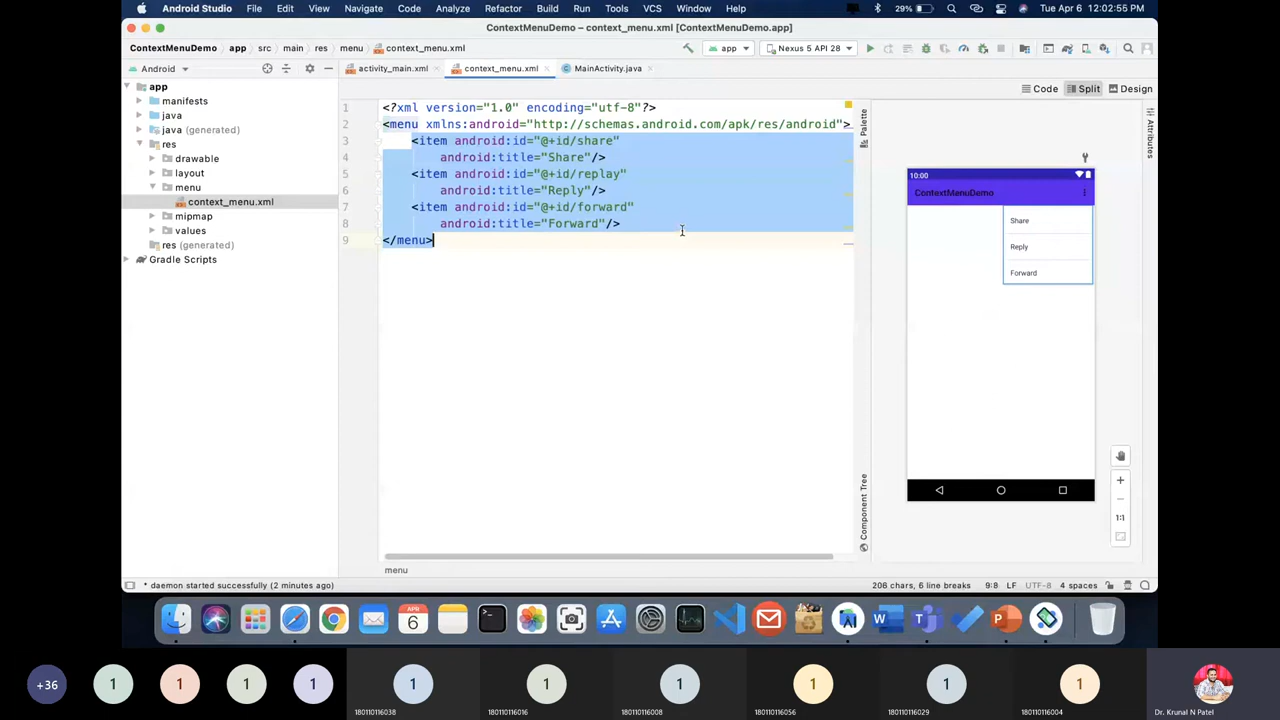 Android Studio File Edit View Navigate Code Analyze Refactor Build Run Tools VCS Window Help 29% Tue Apr 6 12:02:55 PM
ContextMenuDemo – context_menu.xml [ContextMenuDemo.app]
ContextMenuDemo app src main res menu context_menu.xml app Nexus 5 API 28
Android activity_main.xml context_menu.xml MainActivity.java
Code Split Design
app
manifests
java
java (generated)
res
drawable
layout
menu
context_menu.xml
mipmap
values
res (generated)
Gradle Scripts
1 <?xml version="1.0" encoding="utf-8"?>
2 <menu xmlns:android="http://schemas.android.com/apk/res/android">
3 <item android:id="@+id/share"
4 android:title="Share"/>
5 <item android:id="@+id/replay"
6 android:title="Reply"/>
7 <item android:id="@+id/forward"
8 android:title="Forward"/>
9 </menu>
menu
Palette
Component Tree
Attributes
10:00
ContextMenuDemo
Share
Reply
Forward
1:1
* daemon started successfully (2 minutes ago) 206 chars, 6 line breaks 9:8 LF UTF-8 4 spaces
APR
6
W T P
+36 1 1 1 1 1 1 1 1 1 1
180110116038 180110116016 180110116008 180110116056 180110116029 180110116004 Dr. Krunal N Patel